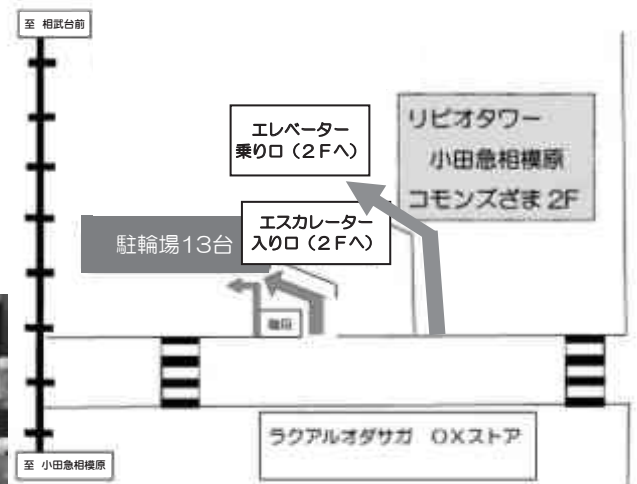 至 相武台前
エレベーター
乗り口（２Ｆへ）
リビオタワー
小田急相模原
コモンズざま 2F
エスカレーター
入り口（２Ｆへ）
駐輪場13台
ラクアルオダサガ OXストア
至 小田急相模原